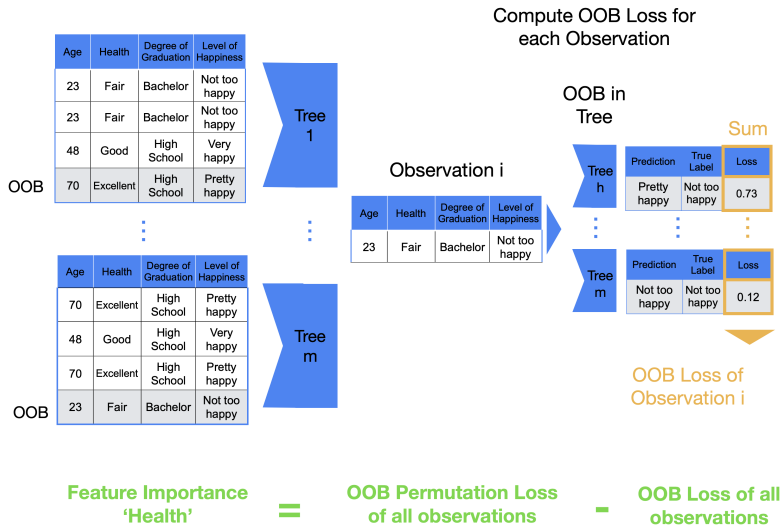 Compute OOB Loss for
each Observation
Age Health Degree of Graduation Level of Happiness
23 Fair Bachelor Not too happy
23 Fair Bachelor Not too happy
48 Good High School Very happy
OOB 70 Excellent High School Pretty happy
Tree
1
Age Health Degree of Graduation Level of Happiness
70 Excellent High School Pretty happy
48 Good High School Very happy
70 Excellent High School Pretty happy
OOB 23 Fair Bachelor Not too happy
Tree
m
Observation i
Age Health Degree of Graduation Level of Happiness
23 Fair Bachelor Not too happy
OOB in
Tree
Sum
Tree
h
Prediction True Label Loss
Pretty happy Not too happy 0.73
Tree
m
Prediction True Label Loss
Not too happy Not too happy 0.12
OOB Loss of
Observation i
Feature Importance
‘Health’
=
OOB Permutation Loss
of all observations
-
OOB Loss of all
observations